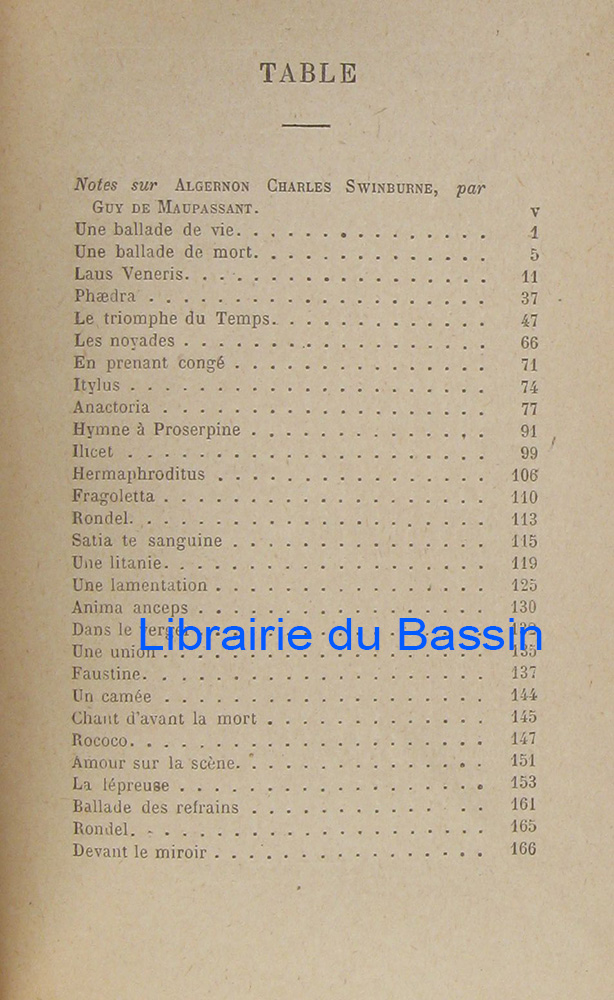 TABLE
Notes sur ALGERNON CHARLES SWINBURNE, par
GUY DE MAUPASSANT. V
Une ballade de vie. 1
Une ballade de mort. 5
Laus Veneris. 11
Phædra 37
Le triomphe du Temps. 47
Les noyades 66
En prenant congé 71
Itylus 74
Anactoria 77
Hymne à Proserpine 91
Ilicet 99
Hermaphroditus 106
Fragoletta 110
Rondel. 113
Satia te sanguine 115
Une litanie. 119
Une lamentation 125
Anima anceps 130
Dans le verger
Librairie du Bassin
Une union. 135
Faustine. 137
Un camée 144
Chant d'avant la mort 145
Rococo. 147
Amour sur la scène. 151
La lépreuse 153
Ballade des refrains 161
Rondel. 165
Devant le miroir 166